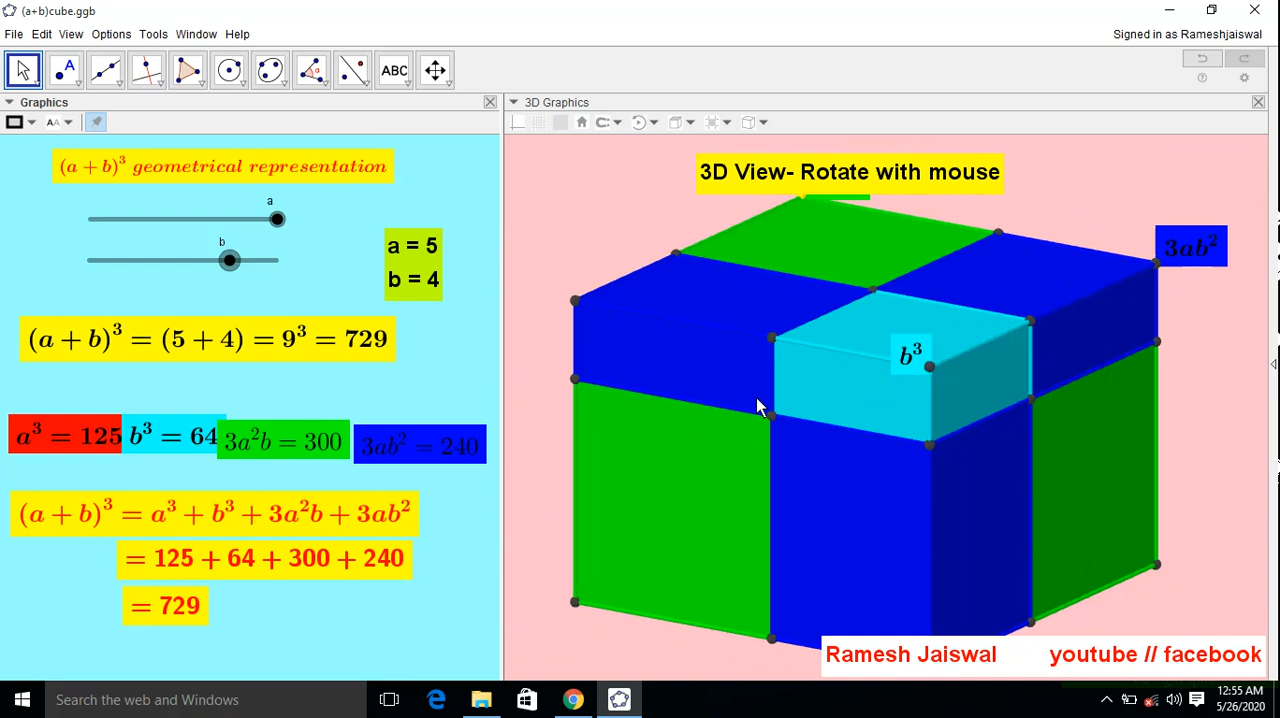 (a+b)cube.ggb
File Edit View Options Tools Window Help
Signed in as Rameshjaiswal
A
ABC
Graphics
3D Graphics
AA
(a + b)³ geometrical representation
a
b
a = 5
b = 4
(a + b)³ = (5 + 4) = 9³ = 729
a³ = 125
b³ = 64
3a²b = 300
3ab² = 240
(a + b)³ = a³ + b³ + 3a²b + 3ab²
= 125 + 64 + 300 + 240
= 729
3D View- Rotate with mouse
3ab²
b³
Ramesh Jaiswal youtube // facebook
Search the web and Windows
12:55 AM
5/26/2020